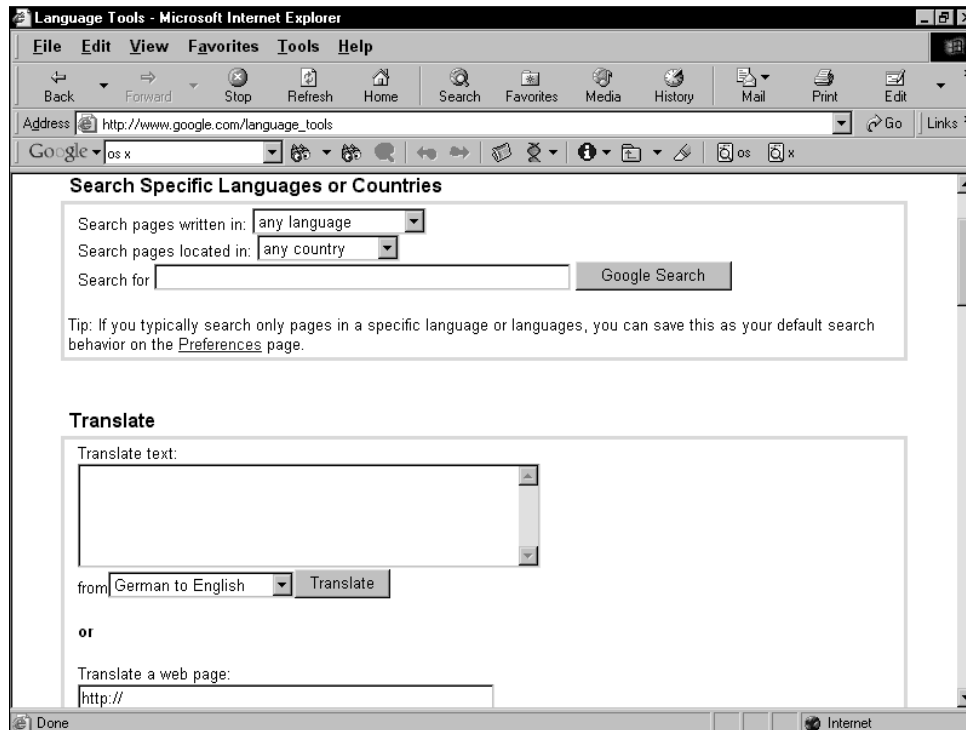 Language Tools - Microsoft Internet Explorer
File Edit View Favorites Tools Help
Back Forward Stop Refresh Home Search Favorites Media History Mail Print Edit
Address http://www.google.com/language_tools Go Links
Google os x os x
Search Specific Languages or Countries
Search pages written in: any language
Search pages located in: any country
Search for Google Search
Tip: If you typically search only pages in a specific language or languages, you can save this as your default search
behavior on the Preferences page.
Translate
Translate text:
from German to English Translate
or
Translate a web page:
http://
Done Internet